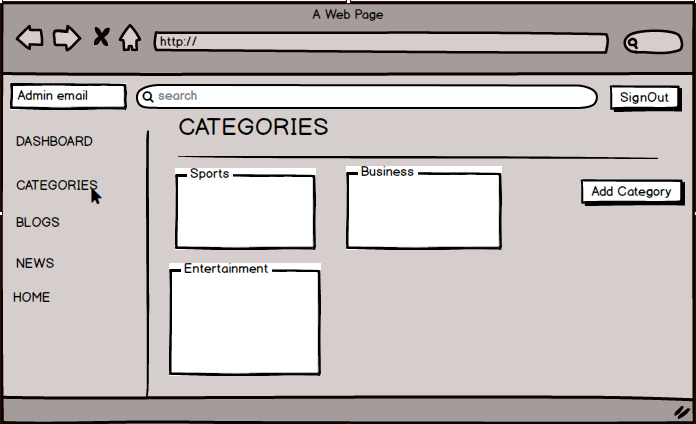 A Web Page
http://
Admin email
search
SignOut
CATEGORIES
DASHBOARD
CATEGORIES
BLOGS
NEWS
HOME
Sports
Business
Add Category
Entertainment